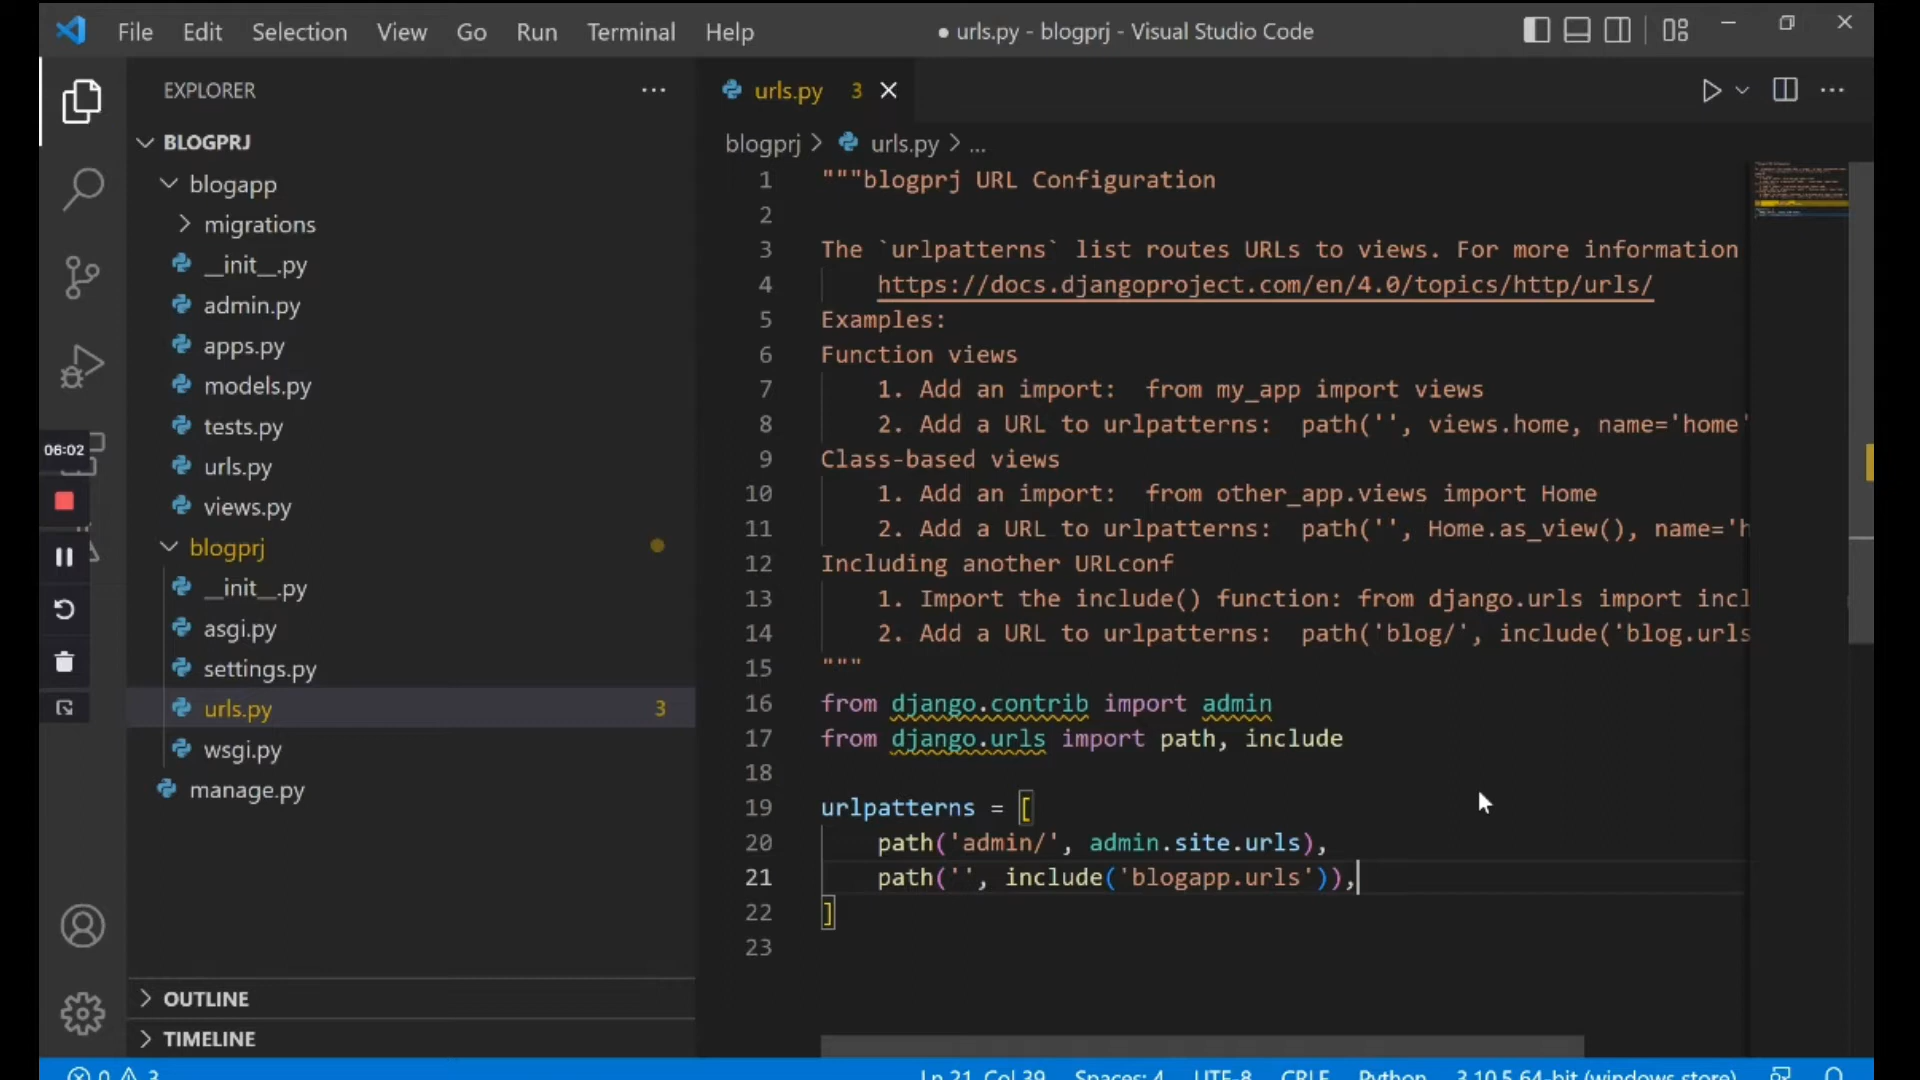 File Edit Selection View Go Run Terminal Help
● urls.py - blogprj - Visual Studio Code
EXPLORER
BLOGPRJ
blogapp
migrations
__init__.py
admin.py
apps.py
models.py
tests.py
urls.py
views.py
blogprj
__init__.py
asgi.py
settings.py
urls.py 3
wsgi.py
manage.py
OUTLINE
TIMELINE
06:02
urls.py 3
blogprj > urls.py > ...
1 """blogprj URL Configuration
2
3 The `urlpatterns` list routes URLs to views. For more information
4 https://docs.djangoproject.com/en/4.0/topics/http/urls/
5 Examples:
6 Function views
7 1. Add an import: from my_app import views
8 2. Add a URL to urlpatterns: path('', views.home, name='home'
9 Class-based views
10 1. Add an import: from other_app.views import Home
11 2. Add a URL to urlpatterns: path('', Home.as_view(), name='h
12 Including another URLconf
13 1. Import the include() function: from django.urls import incl
14 2. Add a URL to urlpatterns: path('blog/', include('blog.urls
15 """
16 from django.contrib import admin
17 from django.urls import path, include
18
19 urlpatterns = [
20 path('admin/', admin.site.urls),
21 path('', include('blogapp.urls')),
22 ]
23
0 3 Ln 21, Col 39 Spaces: 4 UTF-8 CRLF Python 3.10.5 64-bit (windows store)